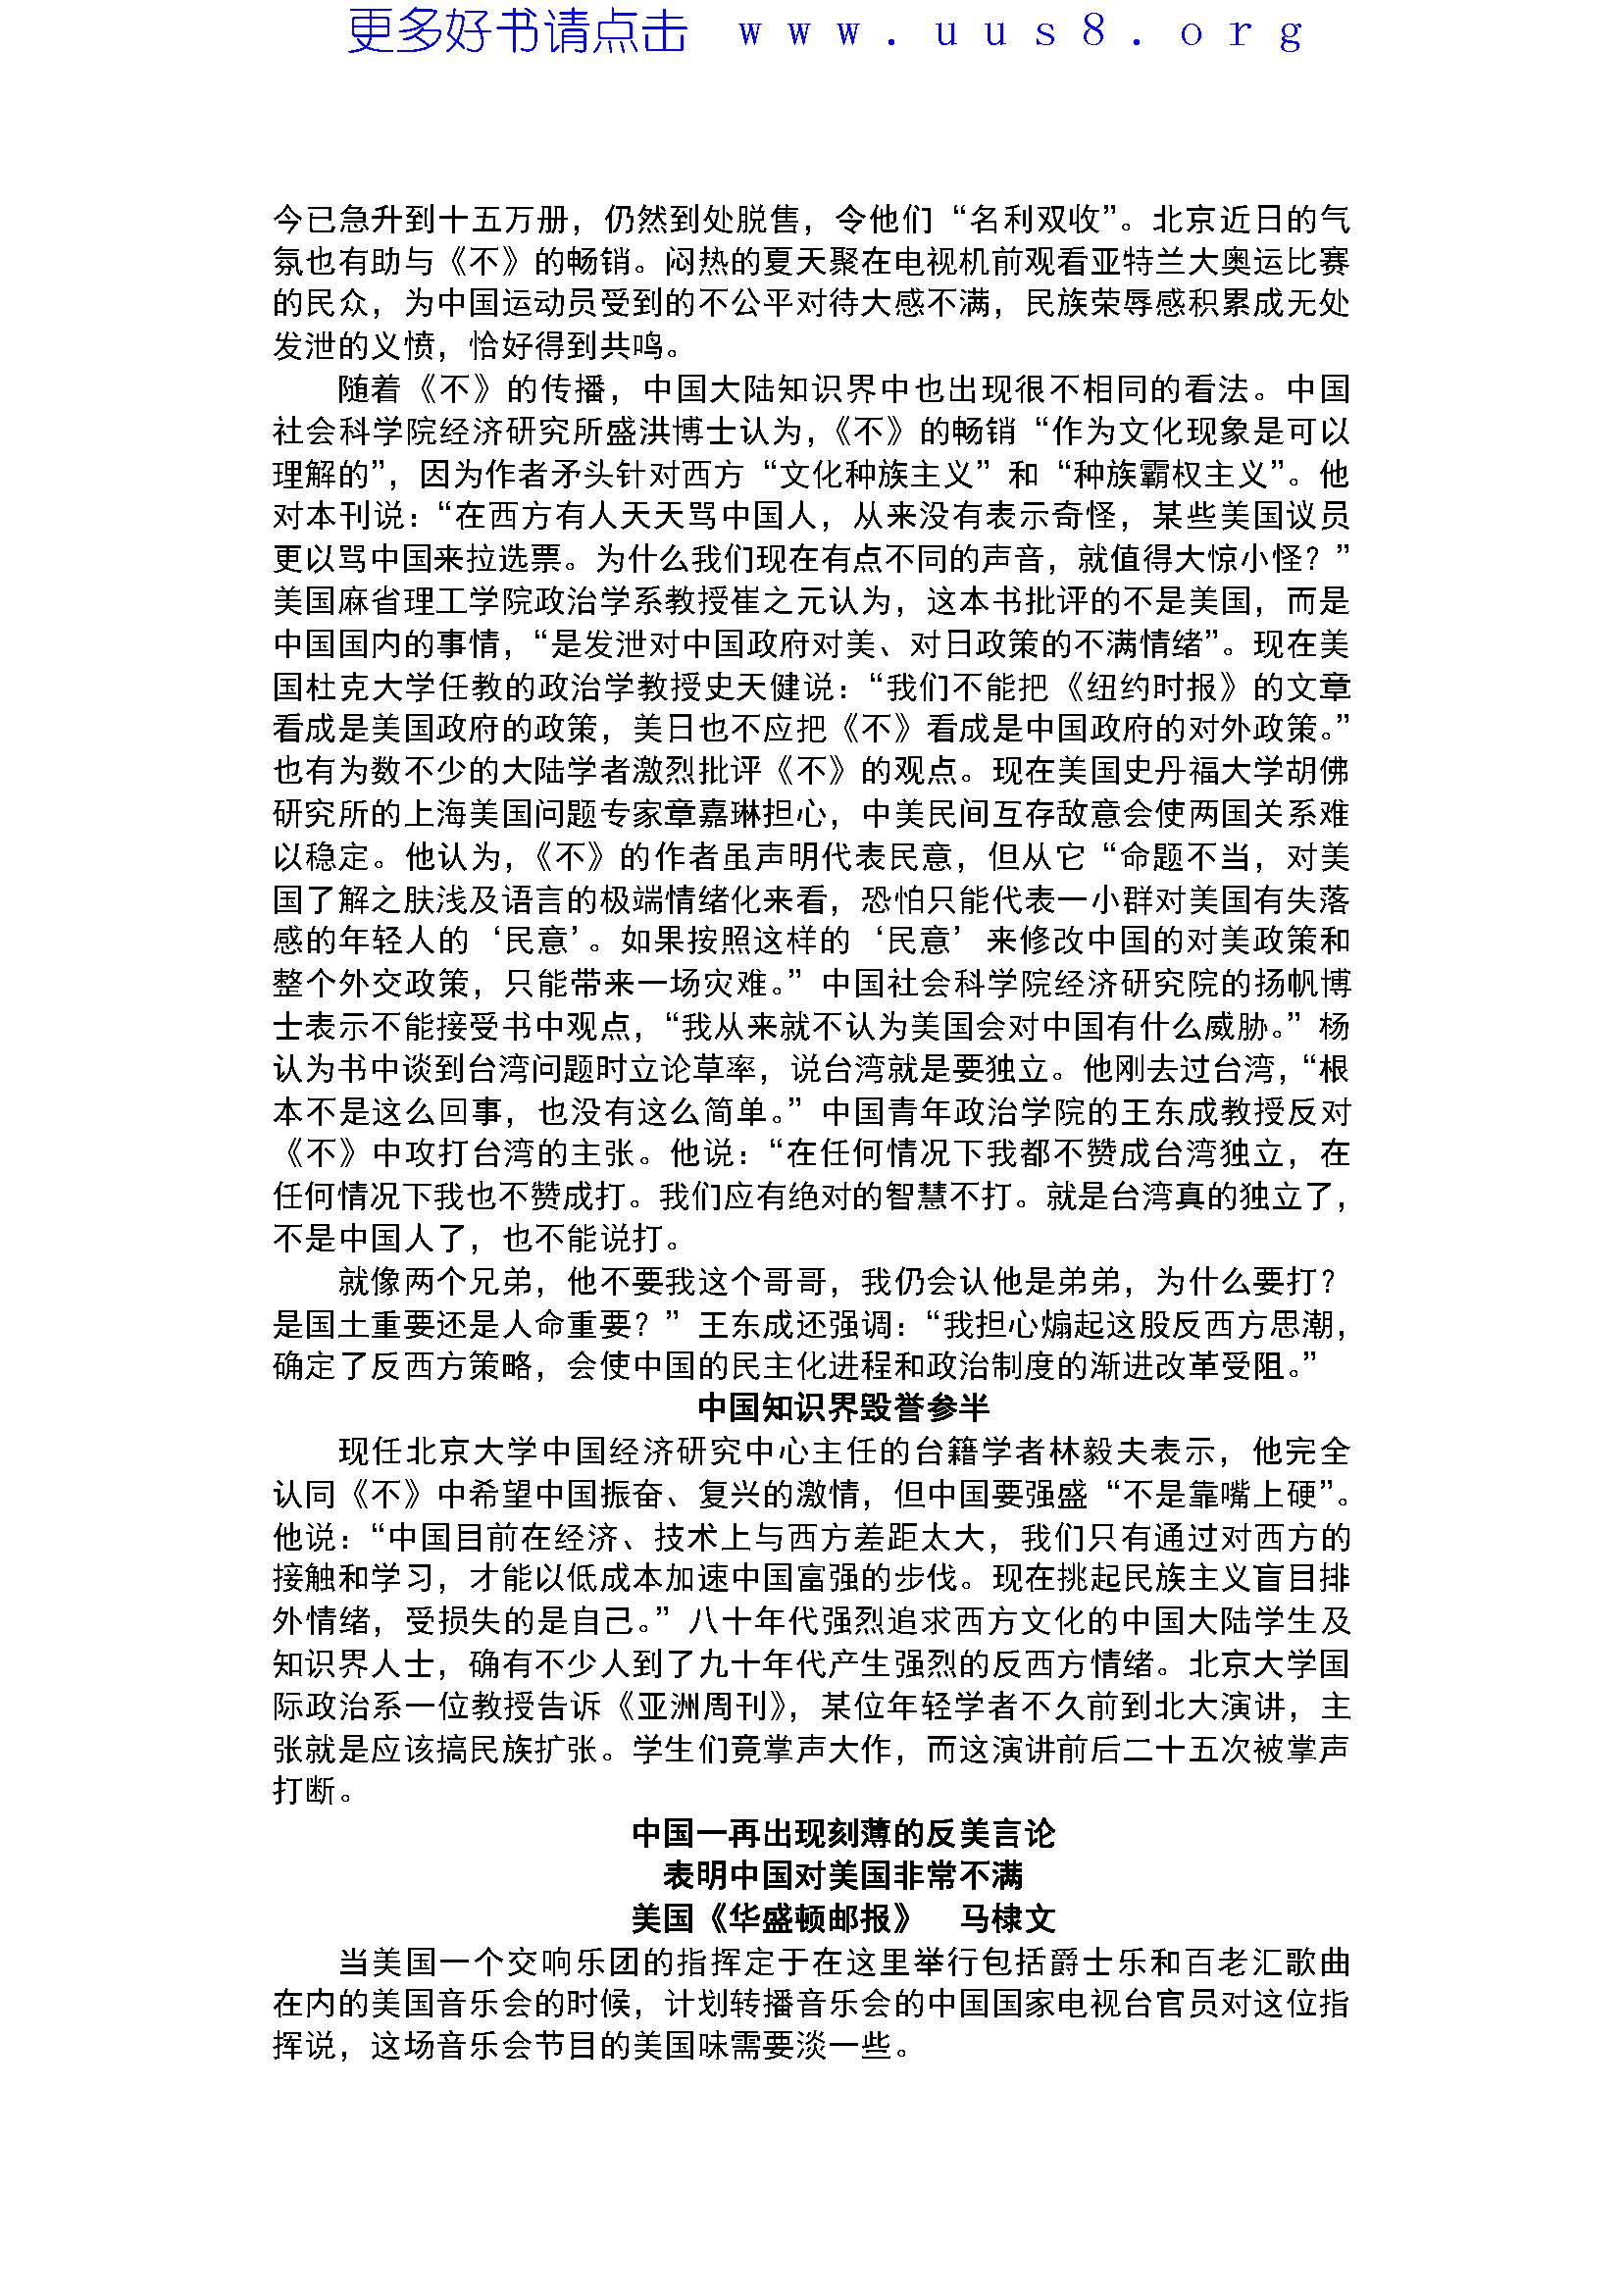 更多好书请点击 www.uus8.org
今已急升到十五万册，仍然到处脱售，令他们“名利双收”。北京近日的气
氛也有助与《不》的畅销。闷热的夏天聚在电视机前观看亚特兰大奥运比赛
的民众，为中国运动员受到的不公平对待大感不满，民族荣辱感积累成无处
发泄的义愤，恰好得到共鸣。
随着《不》的传播，中国大陆知识界中也出现很不相同的看法。中国
社会科学院经济研究所盛洪博士认为，《不》的畅销“作为文化现象是可以
理解的”，因为作者矛头针对西方“文化种族主义”和“种族霸权主义”。他
对本刊说：“在西方有人天天骂中国人，从来没有表示奇怪，某些美国议员
更以骂中国来拉选票。为什么我们现在有点不同的声音，就值得大惊小怪？”
美国麻省理工学院政治学系教授崔之元认为，这本书批评的不是美国，而是
中国国内的事情，“是发泄对中国政府对美、对日政策的不满情绪”。现在美
国杜克大学任教的政治学教授史天健说：“我们不能把《纽约时报》的文章
看成是美国政府的政策，美日也不应把《不》看成是中国政府的对外政策。”
也有为数不少的大陆学者激烈批评《不》的观点。现在美国史丹福大学胡佛
研究所的上海美国问题专家章嘉琳担心，中美民间互存敌意会使两国关系难
以稳定。他认为，《不》的作者虽声明代表民意，但从它“命题不当，对美
国了解之肤浅及语言的极端情绪化来看，恐怕只能代表一小群对美国有失落
感的年轻人的‘民意’。如果按照这样的‘民意’来修改中国的对美政策和
整个外交政策，只能带来一场灾难。”中国社会科学院经济研究院的扬帆博
士表示不能接受书中观点，“我从来就不认为美国会对中国有什么威胁。”杨
认为书中谈到台湾问题时立论草率，说台湾就是要独立。他刚去过台湾，“根
本不是这么回事，也没有这么简单。”中国青年政治学院的王东成教授反对
《不》中攻打台湾的主张。他说：“在任何情况下我都不赞成台湾独立，在
任何情况下我也不赞成打。我们应有绝对的智慧不打。就是台湾真的独立了，
不是中国人了，也不能说打。
就像两个兄弟，他不要我这个哥哥，我仍会认他是弟弟，为什么要打？
是国土重要还是人命重要？”王东成还强调：“我担心煽起这股反西方思潮，
确定了反西方策略，会使中国的民主化进程和政治制度的渐进改革受阻。”
中国知识界毁誉参半
现任北京大学中国经济研究中心主任的台籍学者林毅夫表示，他完全
认同《不》中希望中国振奋、复兴的激情，但中国要强盛“不是靠嘴上硬”。
他说：“中国目前在经济、技术上与西方差距太大，我们只有通过对西方的
接触和学习，才能以低成本加速中国富强的步伐。现在挑起民族主义盲目排
外情绪，受损失的是自己。”八十年代强烈追求西方文化的中国大陆学生及
知识界人士，确有不少人到了九十年代产生强烈的反西方情绪。北京大学国
际政治系一位教授告诉《亚洲周刊》，某位年轻学者不久前到北大演讲，主
张就是应该搞民族扩张。学生们竟掌声大作，而这演讲前后二十五次被掌声
打断。
中国一再出现刻薄的反美言论
表明中国对美国非常不满
美国《华盛顿邮报》　马棣文
当美国一个交响乐团的指挥定于在这里举行包括爵士乐和百老汇歌曲
在内的美国音乐会的时候，计划转播音乐会的中国国家电视台官员对这位指
挥说，这场音乐会节目的美国味需要淡一些。